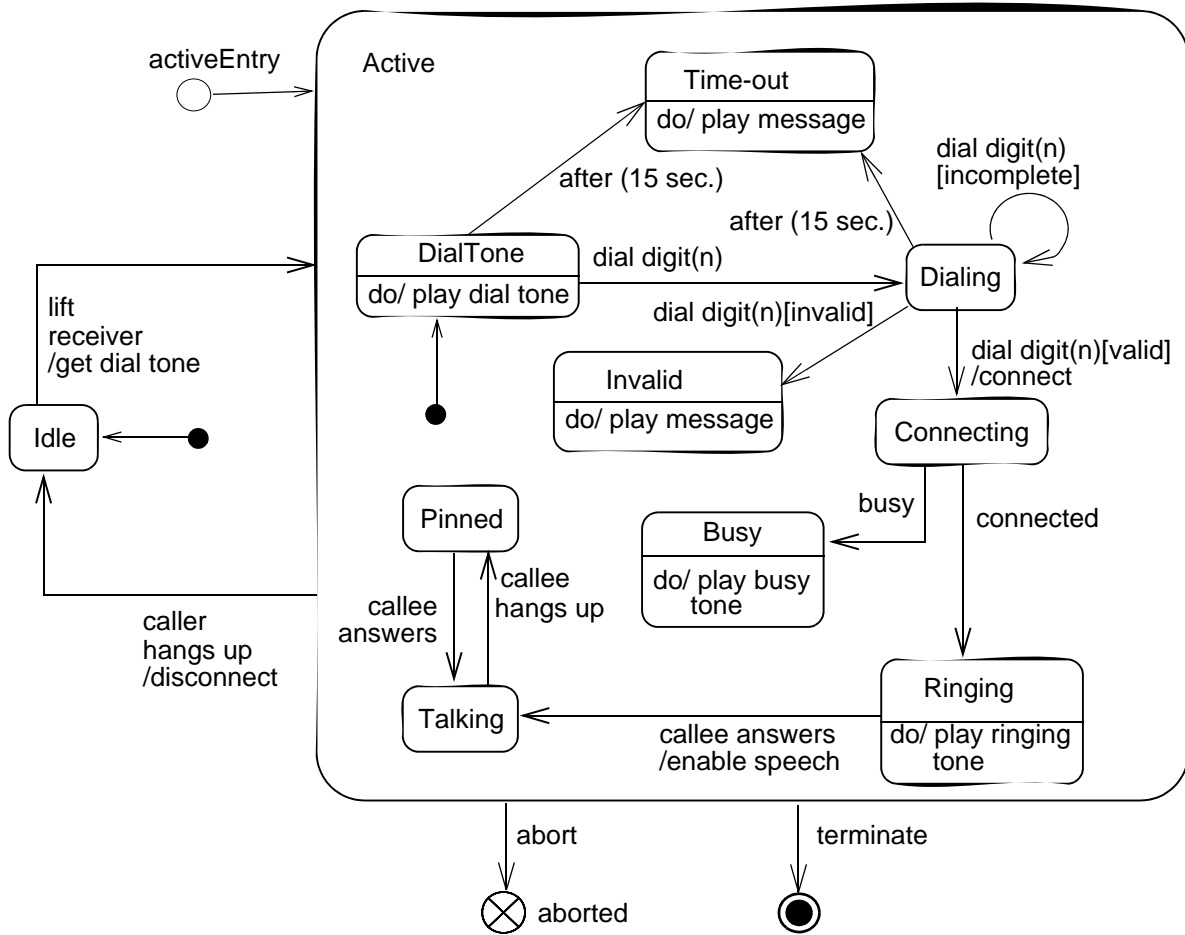 activeEntry
Active
Time-out
do/ play message
dial digit(n)
[incomplete]
after (15 sec.)
after (15 sec.)
DialTone
do/ play dial tone
dial digit(n)
Dialing
lift
receiver
/get dial tone
dial digit(n)[invalid]
dial digit(n)[valid]
/connect
Invalid
do/ play message
Idle
Connecting
Pinned
busy
connected
Busy
do/ play busy
tone
callee
hangs up
callee
answers
caller
hangs up
/disconnect
Talking
Ringing
do/ play ringing
tone
callee answers
/enable speech
abort
terminate
aborted